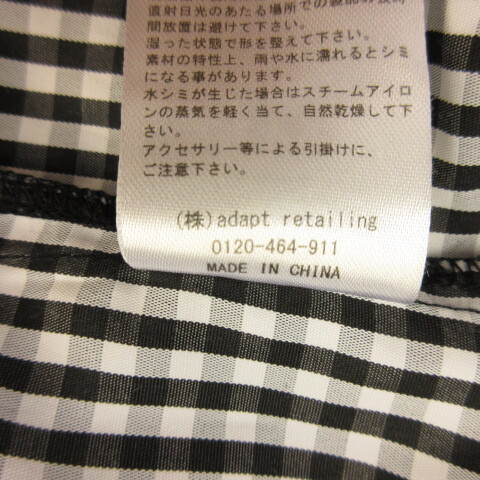 直射日光のあたる場所での製品の長時
間放置は避けて下さい。
湿った状態で形を整えて下さい。
素材の特性上、雨や水に濡れるとシミ
になる事があります。
水シミが生じた場合はスチームアイロ
ンの蒸気を軽く当て、自然乾燥して下
さい。
アクセサリー等による引掛けに、
ご注意下さい。
(株)adapt retailing
0120-464-911
MADE IN CHINA